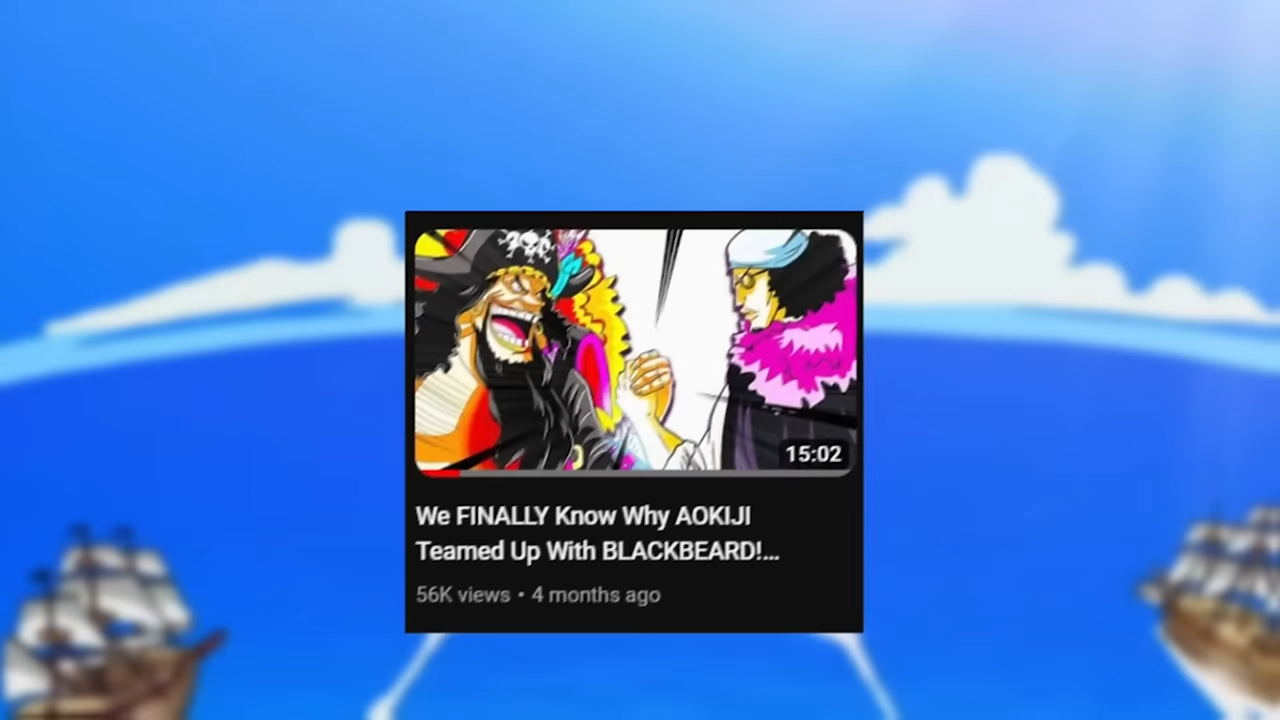 15:02
We FINALLY Know Why AOKIJI
Teamed Up With BLACKBEARD!...
56K views • 4 months ago